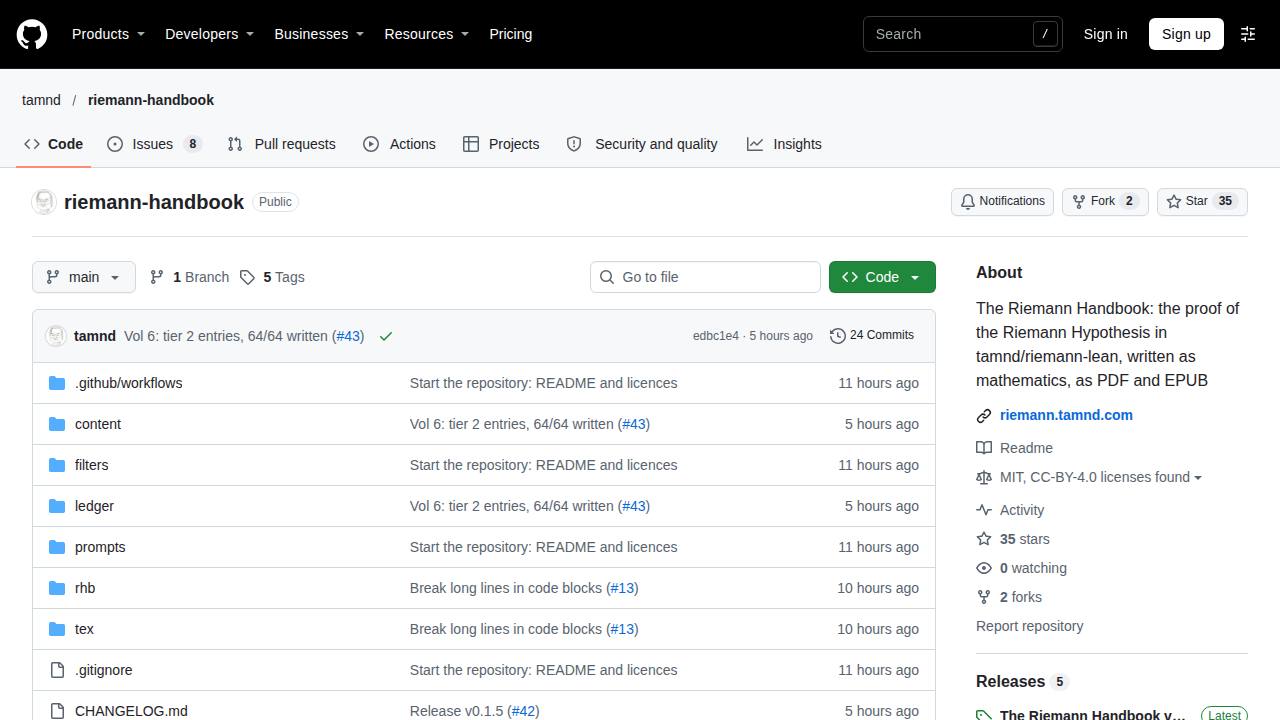 Products Developers Businesses Resources Pricing Search / Sign in Sign up
tamnd / riemann-handbook
Code Issues 8 Pull requests Actions Projects Security and quality Insights
riemann-handbook Public Notifications Fork 2 Star 35
main 1 Branch 5 Tags Go to file Code
tamnd Vol 6: tier 2 entries, 64/64 written (#43) edbc1e4 · 5 hours ago 24 Commits
.github/workflows Start the repository: README and licences 11 hours ago
content Vol 6: tier 2 entries, 64/64 written (#43) 5 hours ago
filters Start the repository: README and licences 11 hours ago
ledger Vol 6: tier 2 entries, 64/64 written (#43) 5 hours ago
prompts Start the repository: README and licences 11 hours ago
rhb Break long lines in code blocks (#13) 10 hours ago
tex Break long lines in code blocks (#13) 10 hours ago
.gitignore Start the repository: README and licences 11 hours ago
CHANGELOG.md Release v0.1.5 (#42) 5 hours ago
About
The Riemann Handbook: the proof of
the Riemann Hypothesis in
tamnd/riemann-lean, written as
mathematics, as PDF and EPUB
riemann.tamnd.com
Readme
MIT, CC-BY-4.0 licenses found
Activity
35 stars
0 watching
2 forks
Report repository
Releases 5
The Riemann Handbook v... Latest